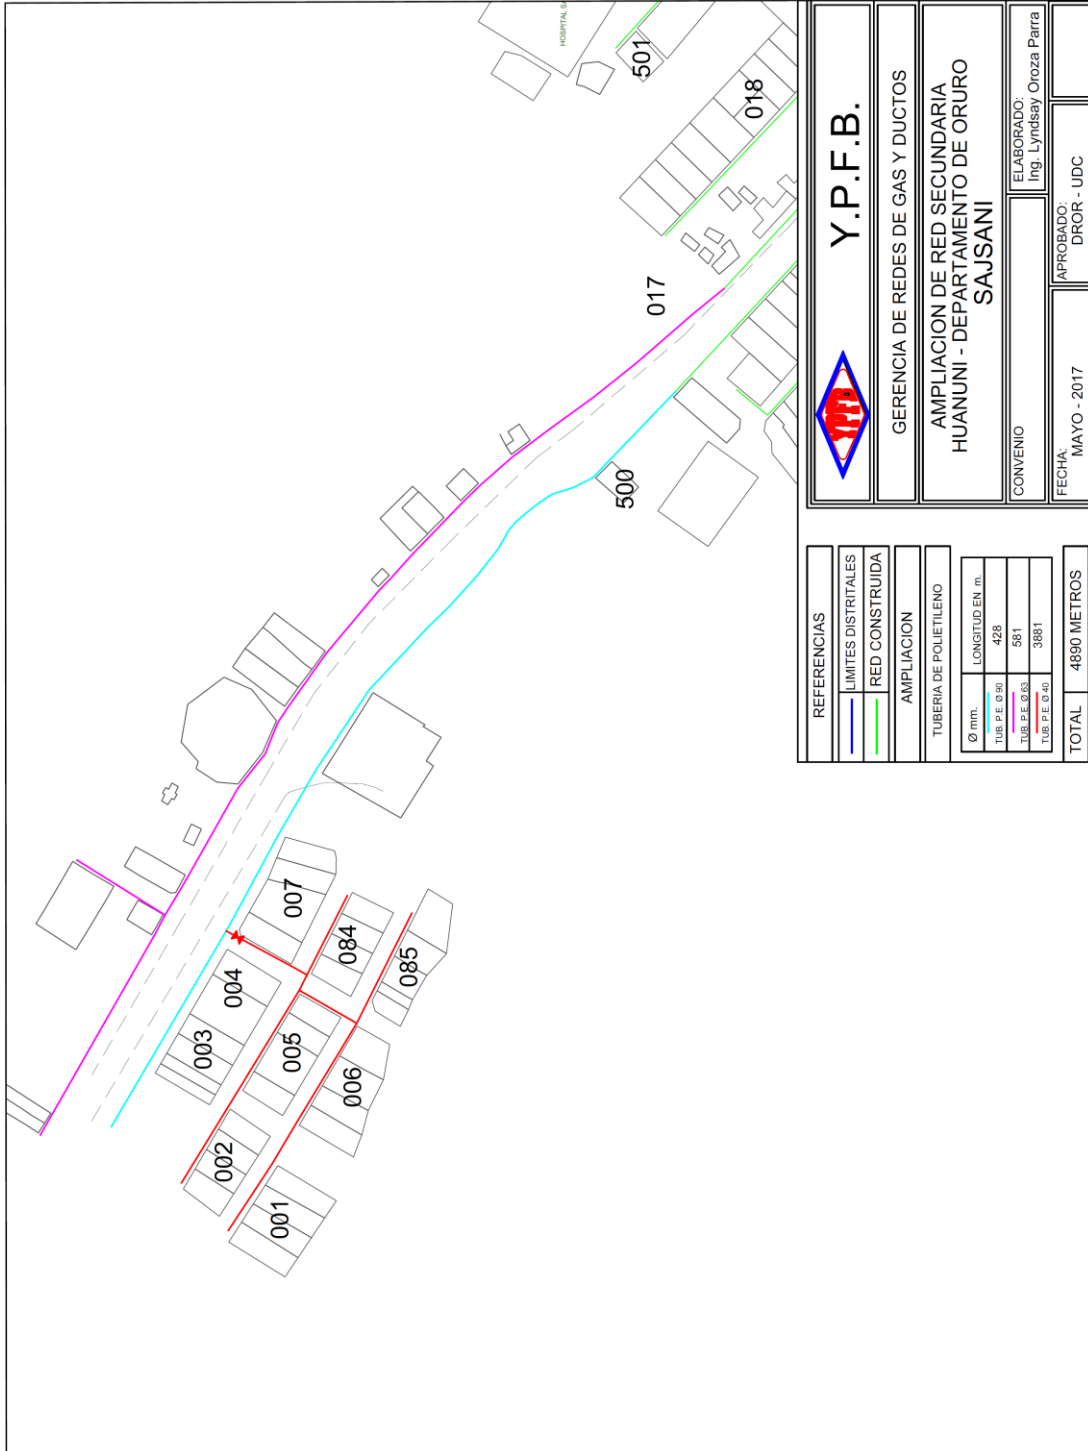 HOSPITAL
501
018
017
500
007
084
085
004
003
005
006
002
001
Y.P.F.B.
YPFB
GERENCIA DE REDES DE GAS Y DUCTOS
AMPLIACION DE RED SECUNDARIA
HUANUNI - DEPARTAMENTO DE ORURO
SAJSANI
CONVENIO
ELABORADO:
Ing. Lyndsay Oroza Parra
FECHA:
MAYO - 2017
APROBADO:
DROR - UDC
REFERENCIAS
LIMITES DISTRITALES
RED CONSTRUIDA
AMPLIACION
TUBERIA DE POLIETILENO
Ø mm. LONGITUD EN m.
TUB. P.E. Ø 90 428
TUB. P.E. Ø 63 581
TUB. P.E. Ø 40 3881
TOTAL 4890 METROS